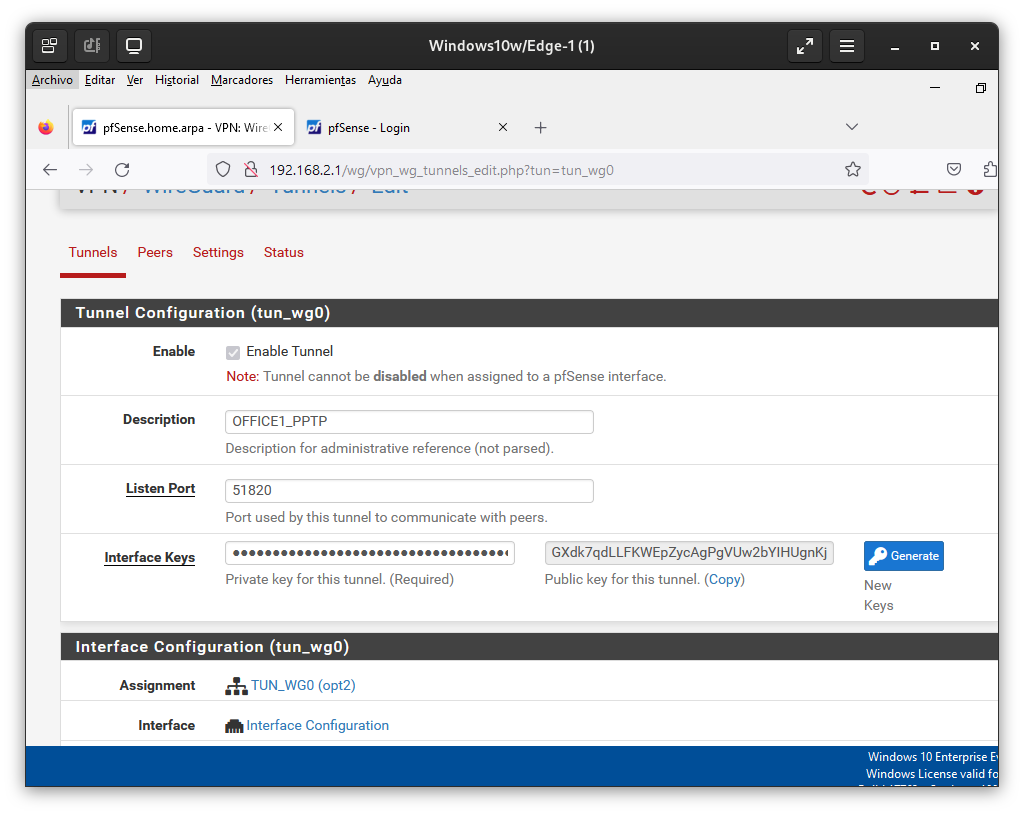 Windows10w/Edge-1 (1)
Archivo Editar Ver Historial Marcadores Herramientas Ayuda
pfSense.home.arpa - VPN: Wire
pfSense - Login
192.168.2.1/wg/vpn_wg_tunnels_edit.php?tun=tun_wg0
VPN / WireGuard / Tunnels / Edit
Tunnels Peers Settings Status
Tunnel Configuration (tun_wg0)
Enable
Enable Tunnel
Note: Tunnel cannot be disabled when assigned to a pfSense interface.
Description
OFFICE1_PPTP
Description for administrative reference (not parsed).
Listen Port
51820
Port used by this tunnel to communicate with peers.
Interface Keys
GXdk7qdLLFKWEpZycAgPgVUw2bYIHUgnKj
Generate
Private key for this tunnel. (Required)
Public key for this tunnel. (Copy)
New
Keys
Interface Configuration (tun_wg0)
Assignment
TUN_WG0 (opt2)
Interface
Interface Configuration
Windows 10 Enterprise Ev
Windows License valid fo